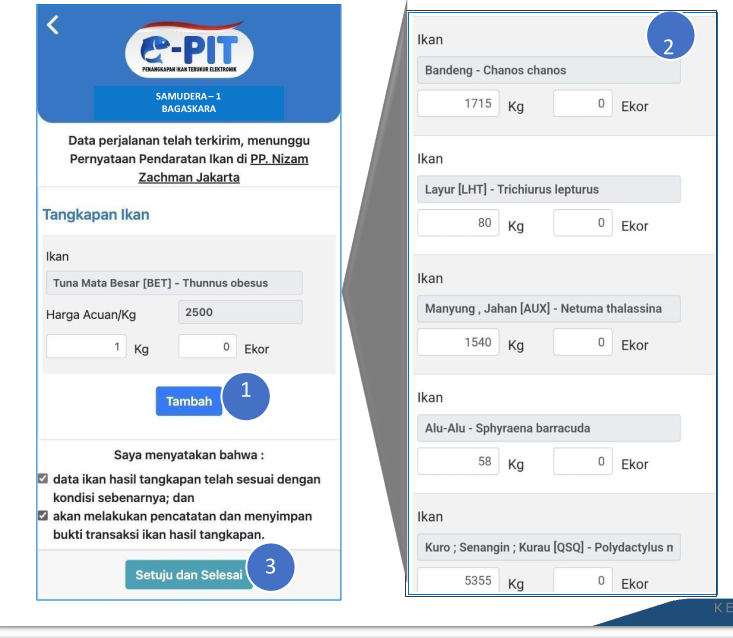 e-PIT
PENANGKAPAN IKAN TERUKUR ELEKTRONIK
SAMUDERA – 1
BAGASKARA
Data perjalanan telah terkirim, menunggu
Pernyataan Pendaratan Ikan di PP. Nizam
Zachman Jakarta
Tangkapan Ikan
Ikan
Tuna Mata Besar [BET] - Thunnus obesus
Harga Acuan/Kg 2500
1 Kg 0 Ekor
Tambah 1
Saya menyatakan bahwa :
data ikan hasil tangkapan telah sesuai dengan
kondisi sebenarnya; dan
akan melakukan pencatatan dan menyimpan
bukti transaksi ikan hasil tangkapan.
Setuju dan Selesai 3
Ikan 2
Bandeng - Chanos chanos
1715 Kg 0 Ekor
Ikan
Layur [LHT] - Trichiurus lepturus
80 Kg 0 Ekor
Ikan
Manyung , Jahan [AUX] - Netuma thalassina
1540 Kg 0 Ekor
Ikan
Alu-Alu - Sphyraena barracuda
58 Kg 0 Ekor
Ikan
Kuro ; Senangin ; Kurau [QSQ] - Polydactylus n
5355 Kg 0 Ekor
KE